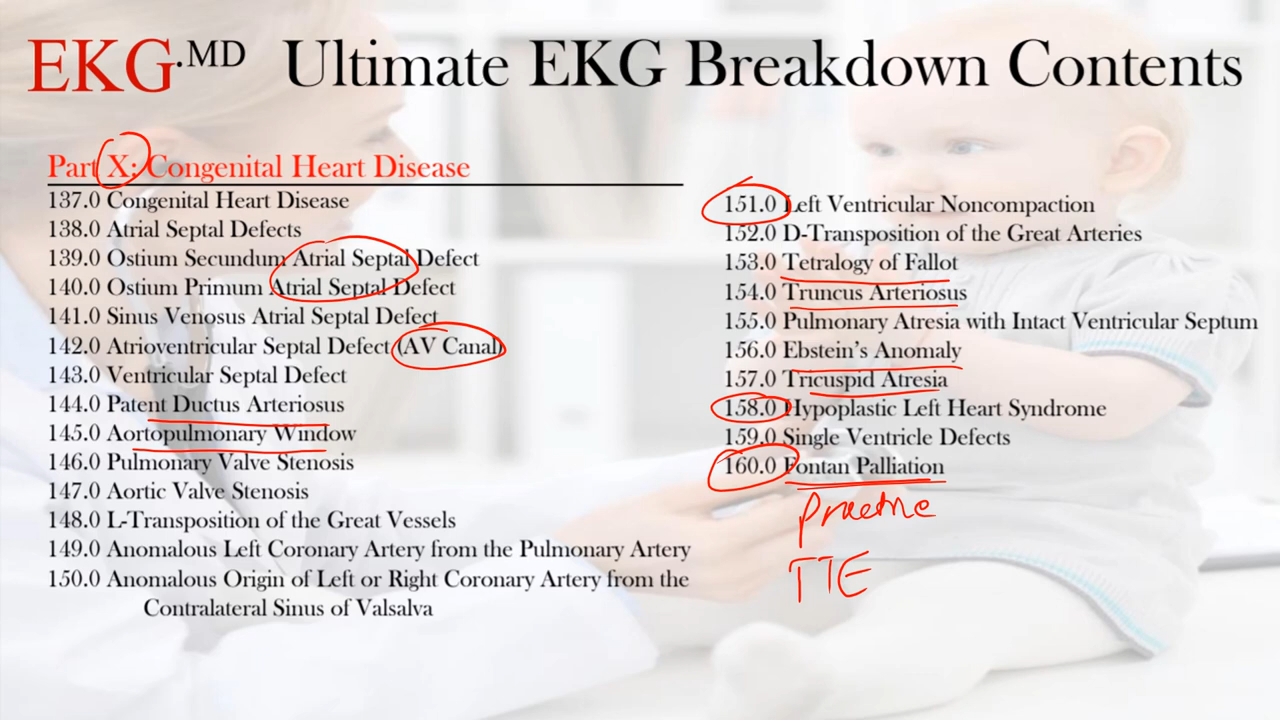 EKG.MD Ultimate EKG Breakdown Contents
Part X: Congenital Heart Disease
137.0 Congenital Heart Disease
138.0 Atrial Septal Defects
139.0 Ostium Secundum Atrial Septal Defect
140.0 Ostium Primum Atrial Septal Defect
141.0 Sinus Venosus Atrial Septal Defect
142.0 Atrioventricular Septal Defect (AV Canal)
143.0 Ventricular Septal Defect
144.0 Patent Ductus Arteriosus
145.0 Aortopulmonary Window
146.0 Pulmonary Valve Stenosis
147.0 Aortic Valve Stenosis
148.0 L-Transposition of the Great Vessels
149.0 Anomalous Left Coronary Artery from the Pulmonary Artery
150.0 Anomalous Origin of Left or Right Coronary Artery from the
Contralateral Sinus of Valsalva
151.0 Left Ventricular Noncompaction
152.0 D-Transposition of the Great Arteries
153.0 Tetralogy of Fallot
154.0 Truncus Arteriosus
155.0 Pulmonary Atresia with Intact Ventricular Septum
156.0 Ebstein's Anomaly
157.0 Tricuspid Atresia
158.0 Hypoplastic Left Heart Syndrome
159.0 Single Ventricle Defects
160.0 Fontan Palliation
TTE